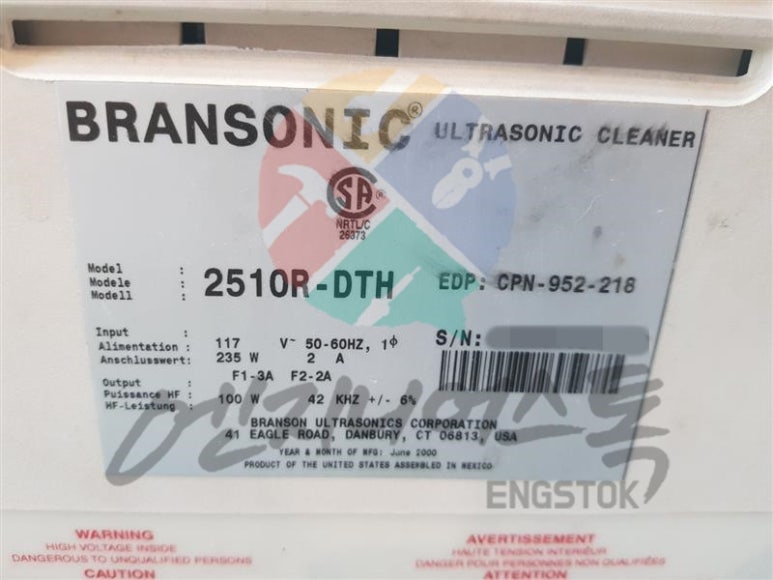 BRANSONIC® ULTRASONIC CLEANER
SA ®
NRTL/C
26373
Model :
Modele : 2510R-DTH EDP: CPN-952-218
Modell :
Input :
Alimentation : 117 V~ 50-60HZ, 1ϕ S/N:
Anschlusswert: 235 W 2 A
Output : F1-3A F2-2A
Puissance HF :
HF-Leistung : 100 W 42 KHZ +/- 6%
BRANSON ULTRASONICS CORPORATION
41 EAGLE ROAD, DANBURY, CT 06813, USA
YEAR & MONTH OF MFG: June 2000
PRODUCT OF THE UNITED STATES ASSEMBLED IN MEXICO
엔지니어스톡
ENGSTOK
WARNING
HIGH VOLTAGE INSIDE
DANGEROUS TO UNQUALIFIED PERSONS
CAUTION
AVERTISSEMENT
HAUTE TENSION INTERIEUR
DANGER POUR PERSONNES NON
ATTENTION